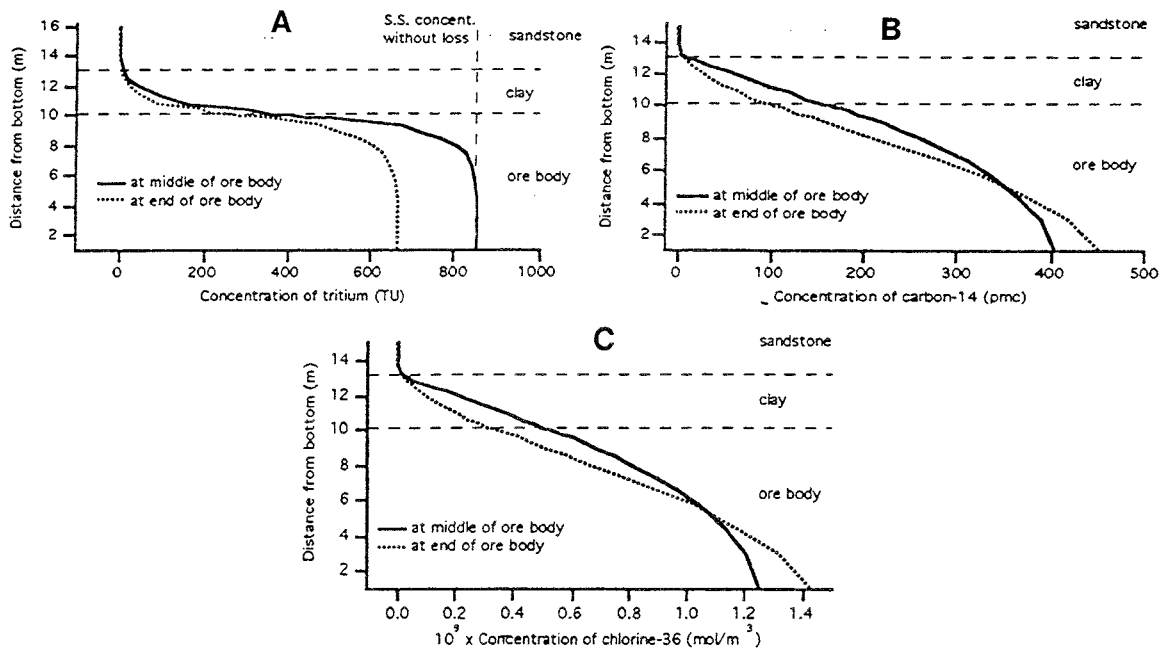 A
S.S. concent.
without loss
sandstone
clay
ore body
16
14
12
10
8
6
4
2
Distance from bottom (m)
at middle of ore body
at end of ore body
0 200 400 600 800 1000
Concentration of tritium (TU)
B
sandstone
clay
ore body
14
12
10
8
6
4
2
Distance from bottom (m)
at middle of ore body
at end of ore body
0 100 200 300 400 500
Concentration of carbon-14 (pmc)
C
sandstone
clay
ore body
14
12
10
8
6
4
2
Distance from bottom (m)
at middle of ore body
at end of ore body
0.0 0.2 0.4 0.6 0.8 1.0 1.2 1.4
10⁹ x Concentration of chlorine-36 (mol/m³)